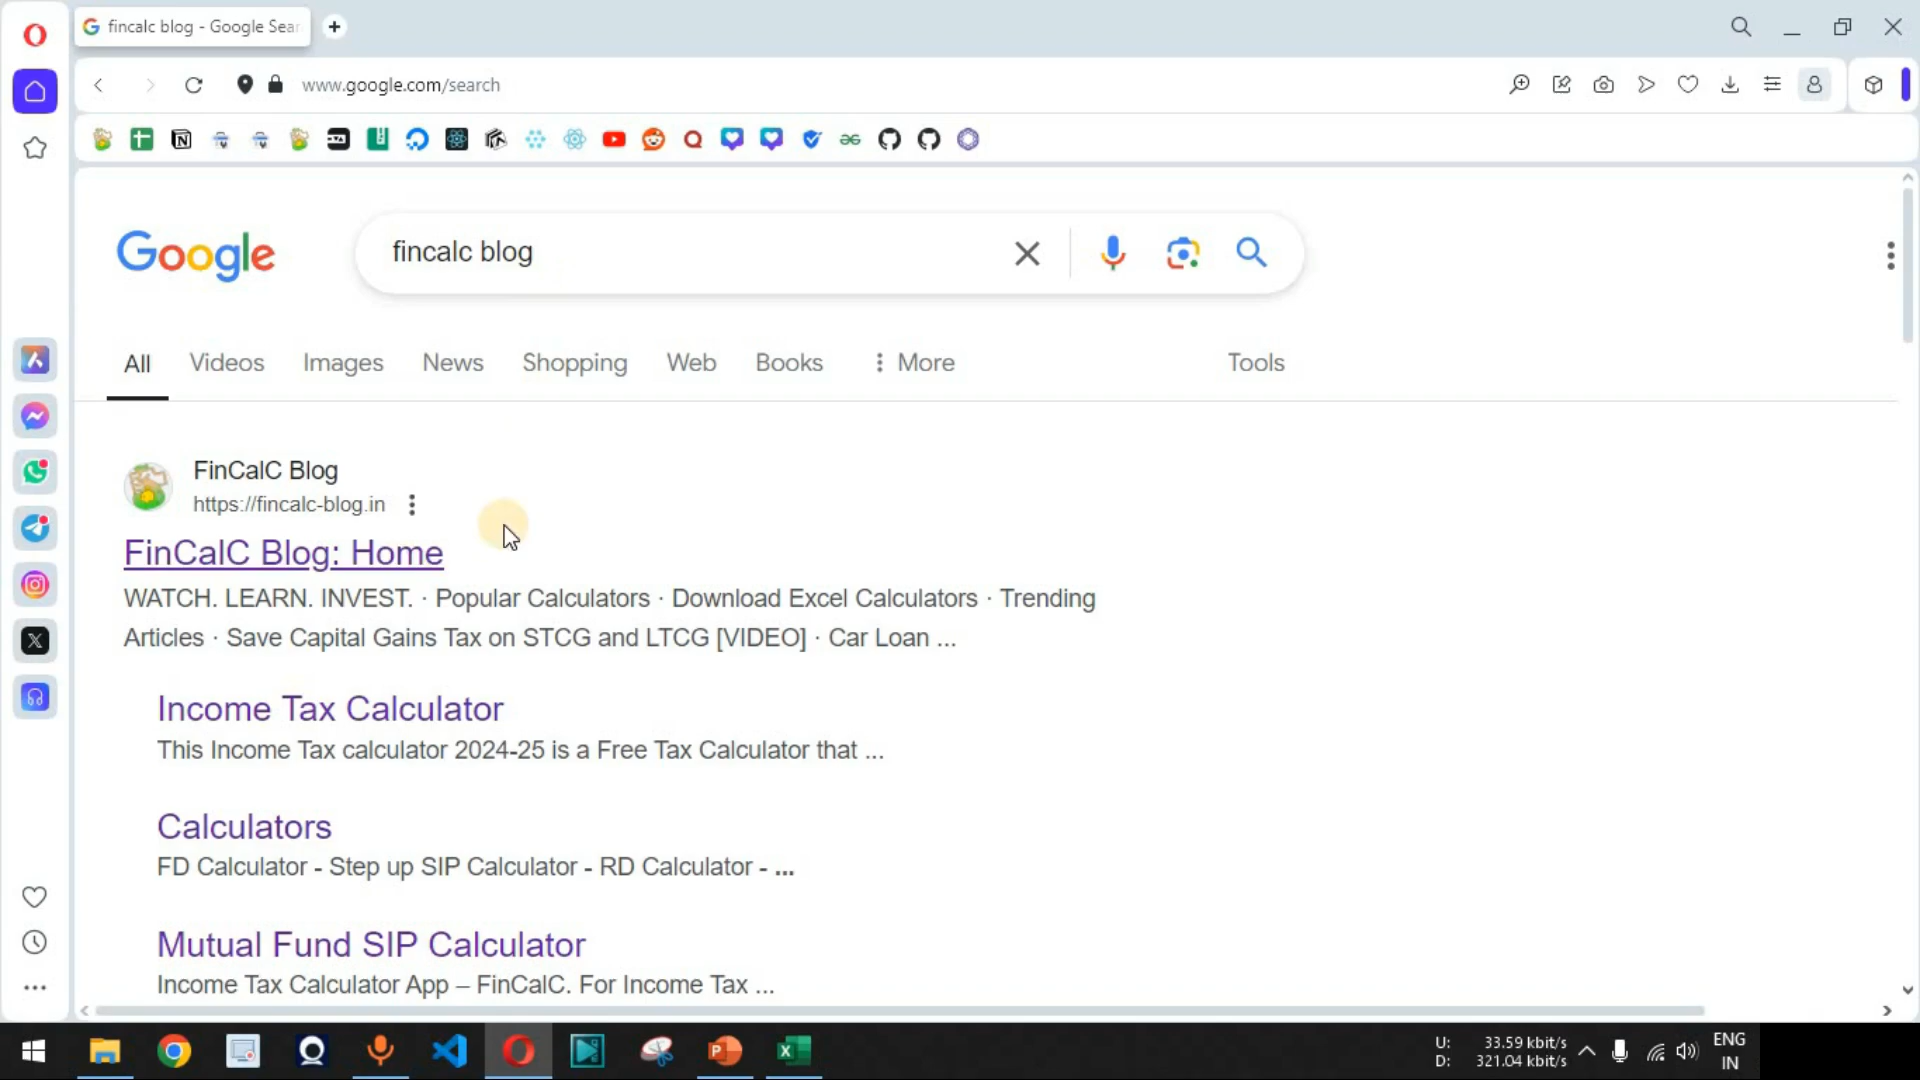 fincalc blog - Google Sear
www.google.com/search
Google
fincalc blog
All Videos Images News Shopping Web Books More Tools
FinCalC Blog
https://fincalc-blog.in
FinCalC Blog: Home
WATCH. LEARN. INVEST. · Popular Calculators · Download Excel Calculators · Trending
Articles · Save Capital Gains Tax on STCG and LTCG [VIDEO] · Car Loan ...
Income Tax Calculator
This Income Tax calculator 2024-25 is a Free Tax Calculator that ...
Calculators
FD Calculator - Step up SIP Calculator - RD Calculator - ...
Mutual Fund SIP Calculator
Income Tax Calculator App – FinCalC. For Income Tax ...
U: 33.59 kbit/s
D: 321.04 kbit/s
ENG
IN